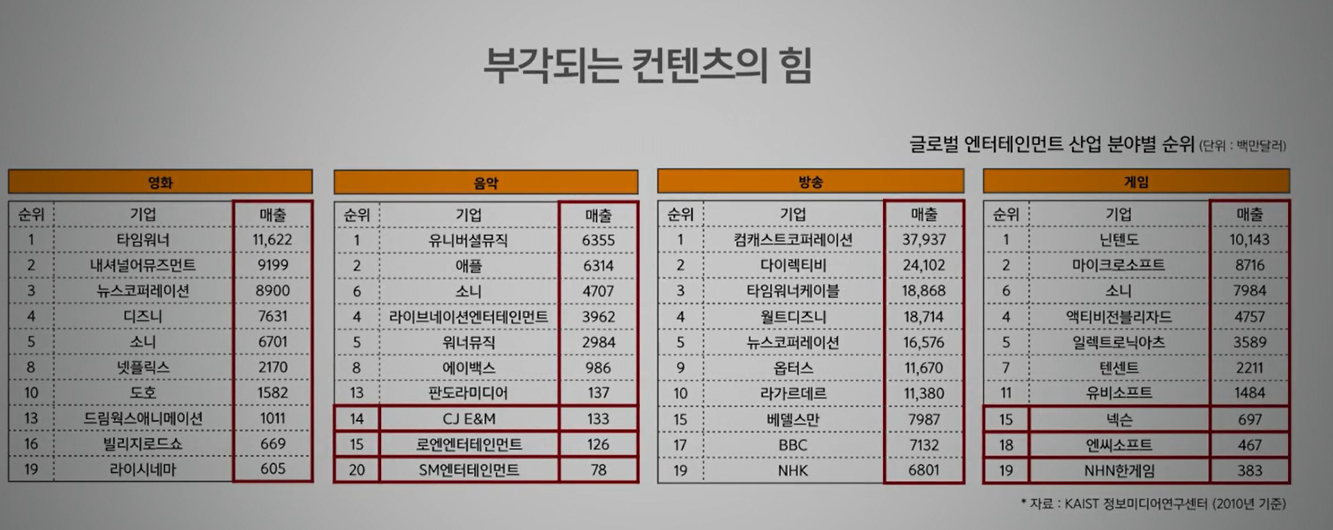 부각되는 컨텐츠의 힘
글로벌 엔터테인먼트 산업 분야별 순위 (단위 : 백만달러)
영화
순위 기업 매출
1 타임워너 11,622
2 내셔널어뮤즈먼트 9199
3 뉴스코퍼레이션 8900
4 디즈니 7631
5 소니 6701
8 넷플릭스 2170
10 도호 1582
13 드림웍스애니메이션 1011
16 빌리지로드쇼 669
19 라이시네마 605
음악
순위 기업 매출
1 유니버셜뮤직 6355
2 애플 6314
6 소니 4707
4 라이브네이션엔터테인먼트 3962
5 워너뮤직 2984
8 에이백스 986
13 판도라미디어 137
14 CJ E&M 133
15 로엔엔터테인먼트 126
20 SM엔터테인먼트 78
방송
순위 기업 매출
1 컴캐스트코퍼레이션 37,937
2 다이렉티비 24,102
3 타임워너케이블 18,868
4 월트디즈니 18,714
5 뉴스코퍼레이션 16,576
9 옵터스 11,670
10 라가르데르 11,380
15 베델스만 7987
17 BBC 7132
19 NHK 6801
게임
순위 기업 매출
1 닌텐도 10,143
2 마이크로소프트 8716
6 소니 7984
4 액티비전블리자드 4757
5 일렉트로닉아츠 3589
7 텐센트 2211
11 유비소프트 1484
15 넥슨 697
18 엔씨소프트 467
19 NHN한게임 383
* 자료 : KAIST 정보미디어연구센터 (2010년 기준)